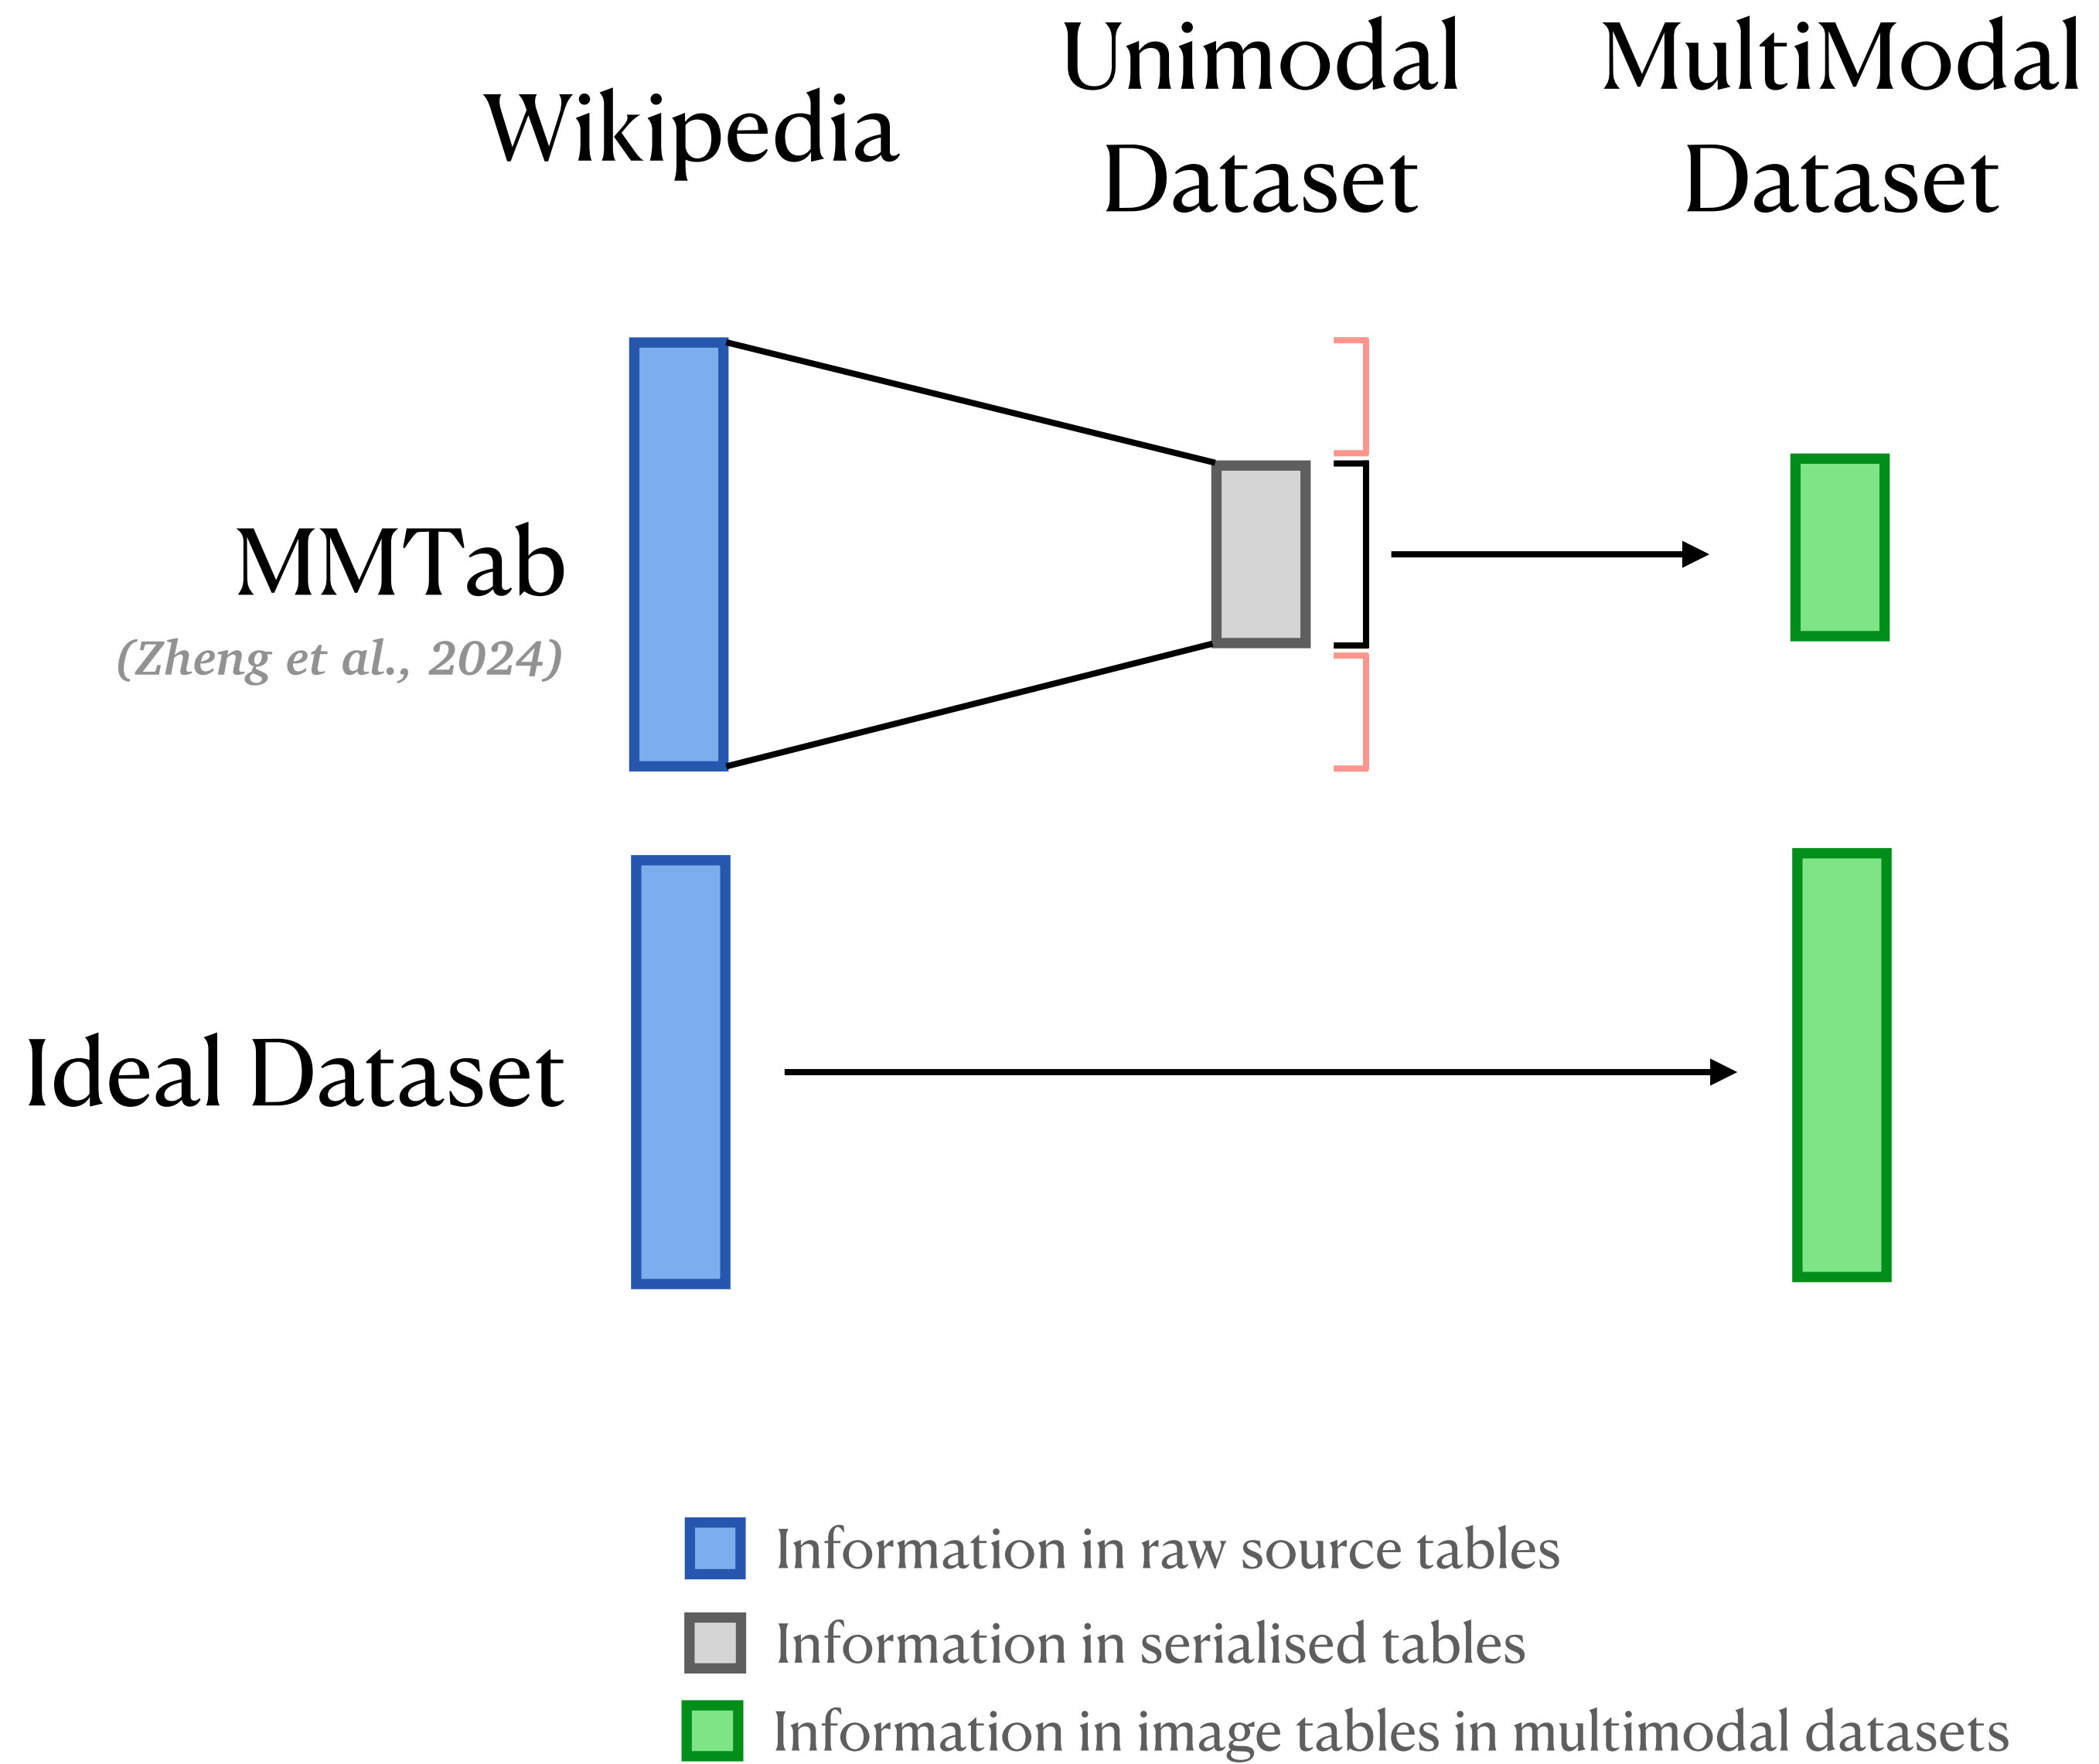 Wikipedia
Unimodal
Dataset
MultiModal
Dataset
MMTab
(Zheng et al., 2024)
Ideal Dataset
Information in raw source tables
Information in serialised tables
Information in image tables in multimodal datasets